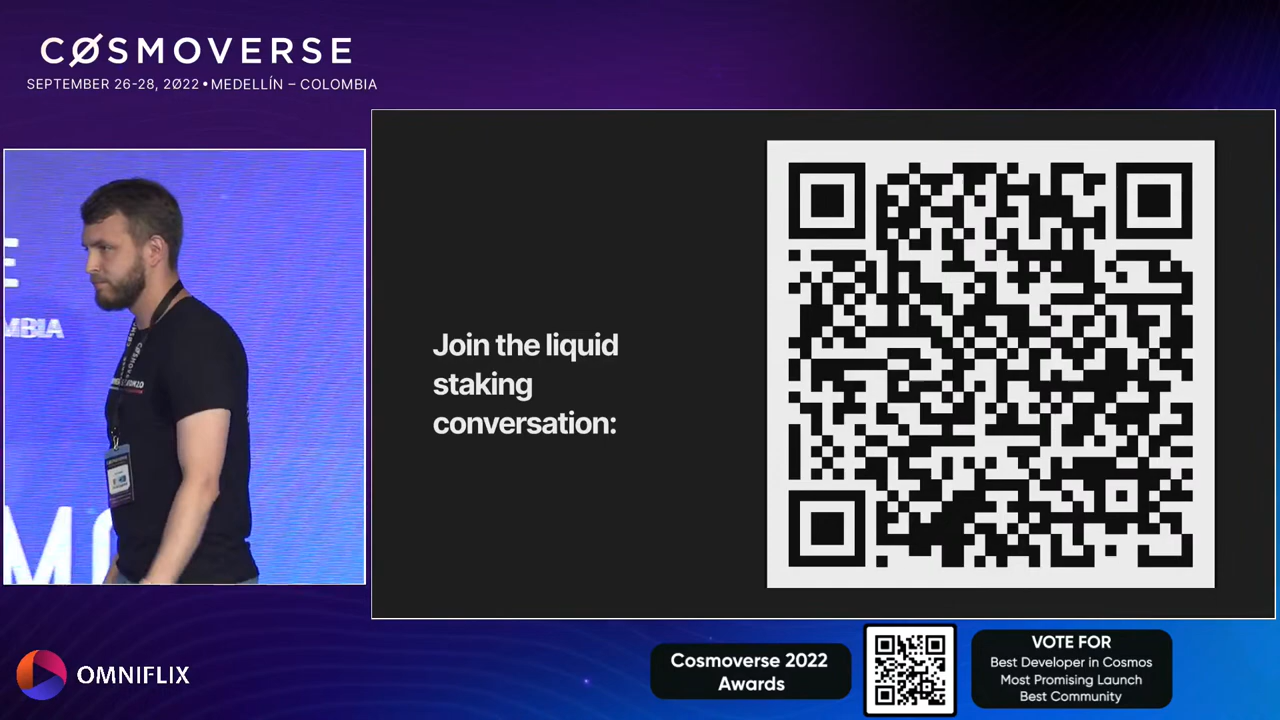 CØSMOVERSE
SEPTEMBER 26-28, 2Ø22 • MEDELLÍN – COLOMBIA
E
MBIA
Join the liquid
staking
conversation:
OMNIFLIX
Cosmoverse 2022
Awards
VOTE FOR
Best Developer in Cosmos
Most Promising Launch
Best Community